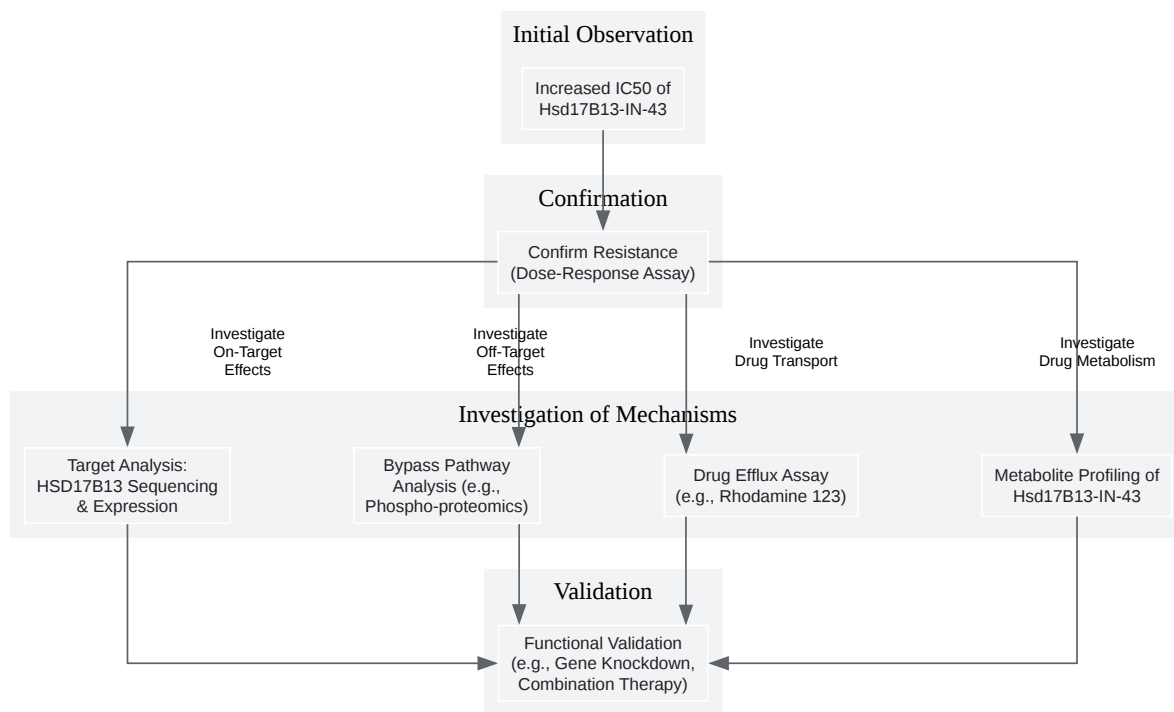 Initial Observation
Increased IC50 of
Hsd17B13-IN-43
Confirmation
Confirm Resistance
(Dose-Response Assay)
Investigate
On-Target
Effects
Investigate
Off-Target
Effects
Investigate
Drug Transport
Investigate
Drug Metabolism
Investigation of Mechanisms
Target Analysis:
HSD17B13 Sequencing
& Expression
Bypass Pathway
Analysis (e.g.,
Phospho-proteomics)
Drug Efflux Assay
(e.g., Rhodamine 123)
Metabolite Profiling of
Hsd17B13-IN-43
Validation
Functional Validation
(e.g., Gene Knockdown,
Combination Therapy)